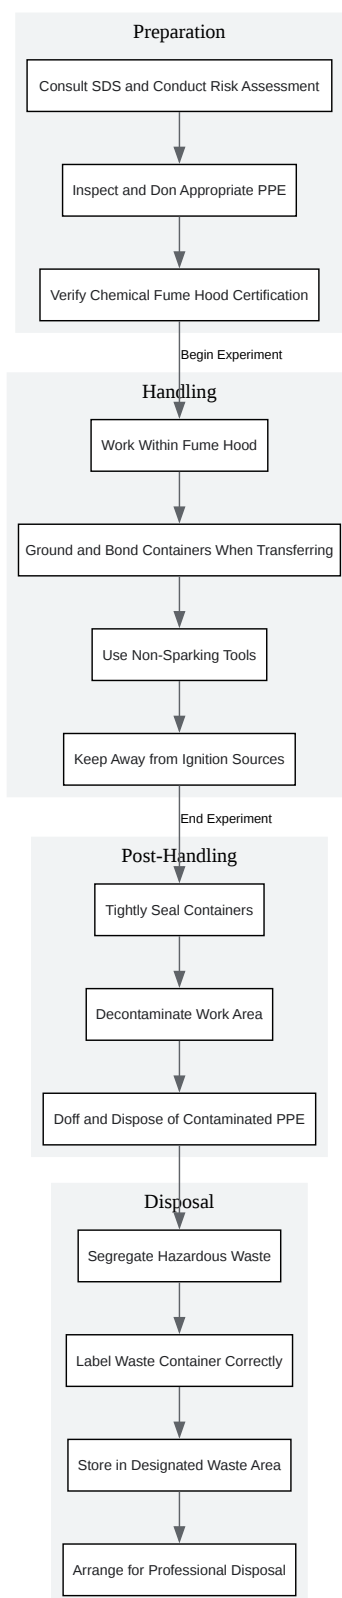 Preparation
Consult SDS and Conduct Risk Assessment
Inspect and Don Appropriate PPE
Verify Chemical Fume Hood Certification
Begin Experiment
Handling
Work Within Fume Hood
Ground and Bond Containers When Transferring
Use Non-Sparking Tools
Keep Away from Ignition Sources
End Experiment
Post-Handling
Tightly Seal Containers
Decontaminate Work Area
Doff and Dispose of Contaminated PPE
Disposal
Segregate Hazardous Waste
Label Waste Container Correctly
Store in Designated Waste Area
Arrange for Professional Disposal